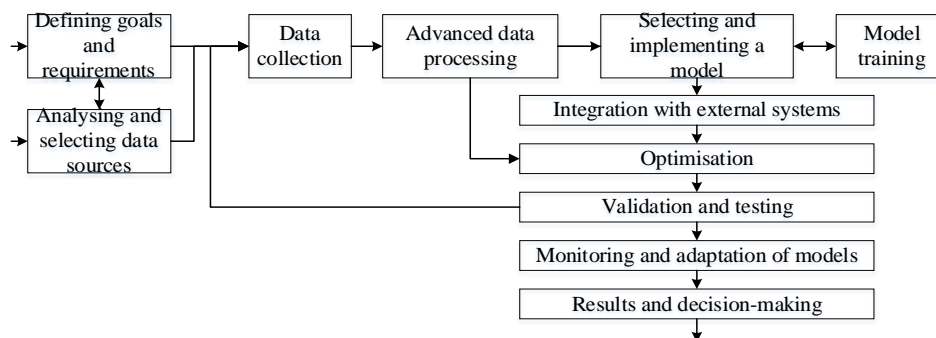 Defining goals
and
requirements
Analysing and
selecting data
sources
Data
collection
Advanced data
processing
Selecting and
implementing a
model
Model
training
Integration with external systems
Optimisation
Validation and testing
Monitoring and adaptation of models
Results and decision-making